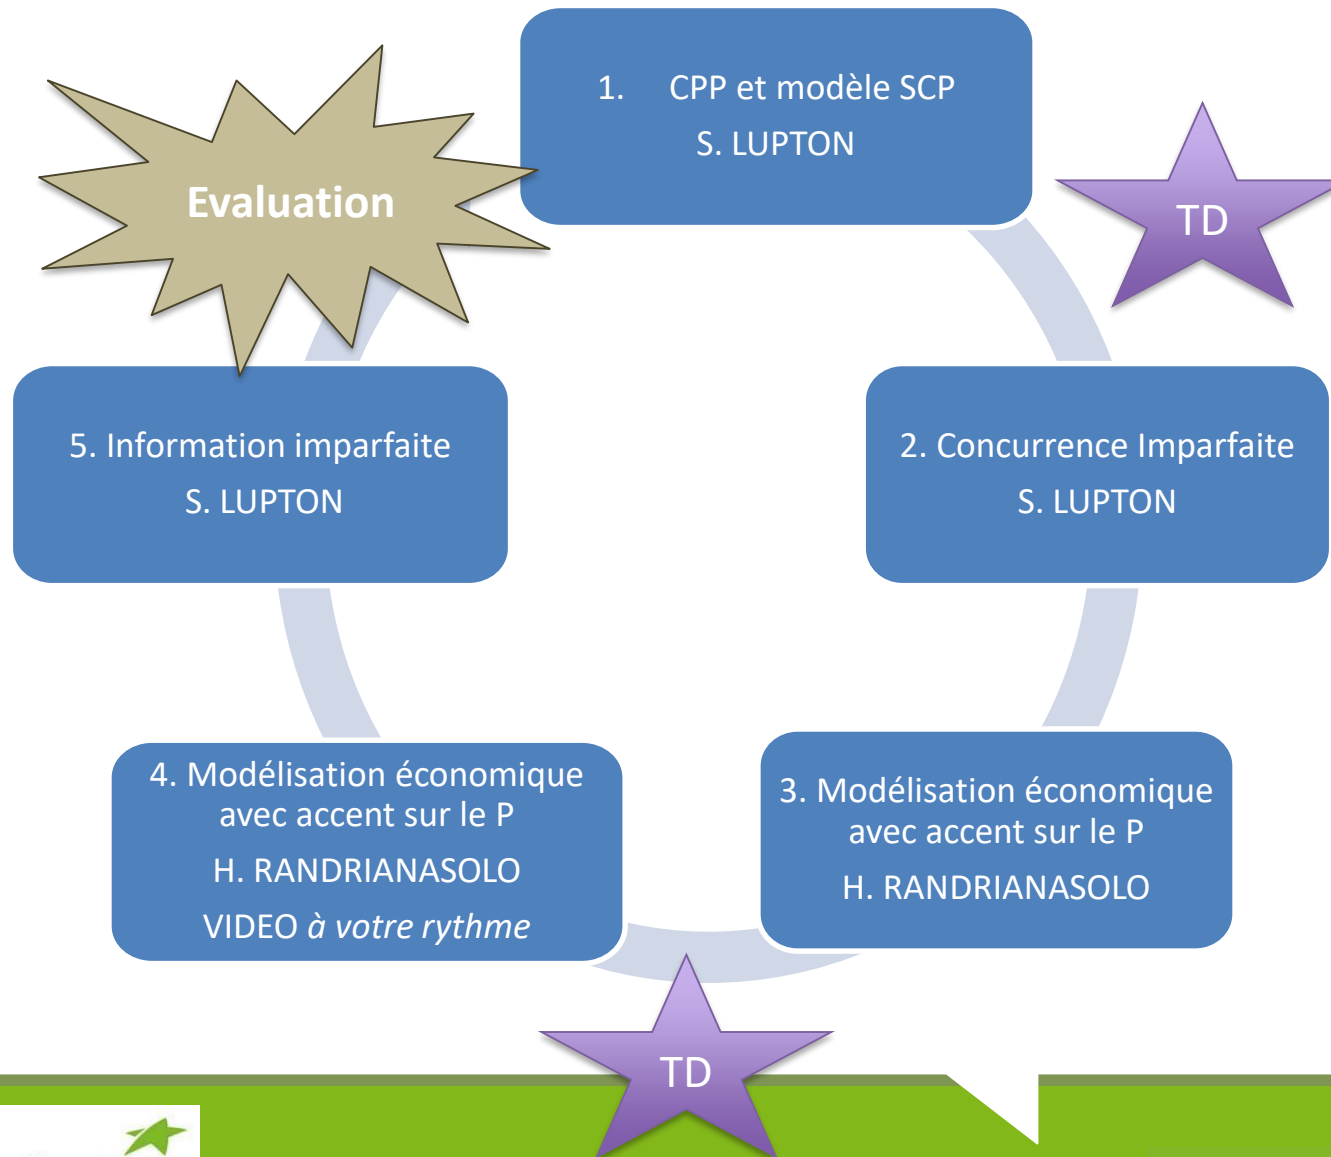 1. CPP et modèle SCP
S. LUPTON
Evaluation
TD
5. Information imparfaite
S. LUPTON
2. Concurrence Imparfaite
S. LUPTON
4. Modélisation économique
avec accent sur le P
H. RANDRIANASOLO
VIDEO à votre rythme
3. Modélisation économique
avec accent sur le P
H. RANDRIANASOLO
TD